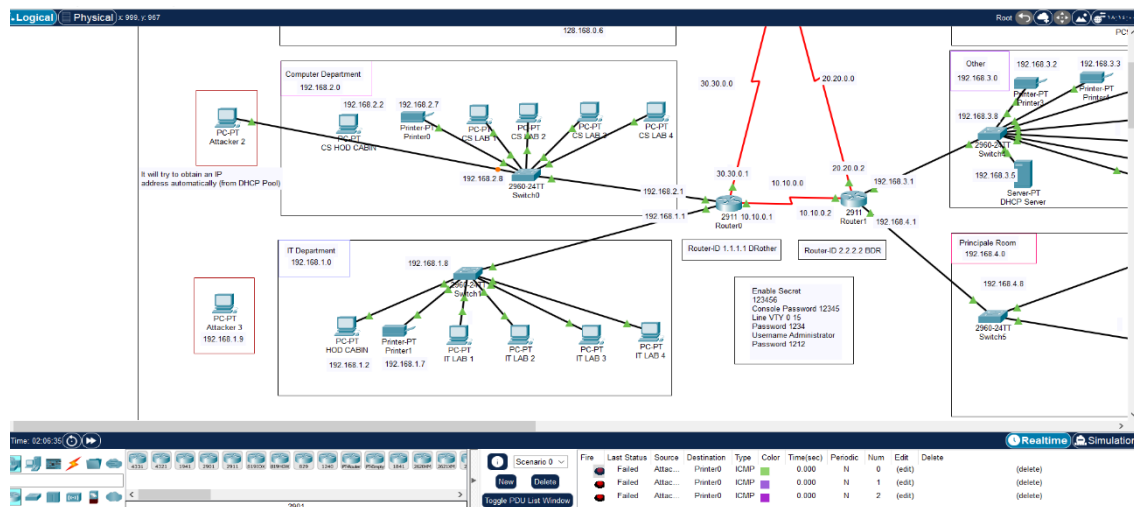 Logical
Physical
x: 999, y: 967
Root
128.168.0.6
PCS
Computer Department
192.168.2.0
192.168.2.2
192.168.2.7
PC-PT
Attacker 2
PC-PT
CS HOD CABIN
Printer-PT
Printer0
PC-PT
CS LAB 1
PC-PT
CS LAB 2
PC-PT
CS LAB 3
PC-PT
CS LAB 4
It will try to obtain an IP
address automatically (from DHCP Pool)
192.168.2.8
2960-24TT
Switch0
30.30.0.0
20.20.0.0
Other
192.168.3.0
192.168.3.2
192.168.3.3
Printer-PT
Printer3
Printer-PT
192.168.3.8
2960-24TT
192.168.3.5
Server-PT
DHCP Server
192.168.2.1
30.30.0.1
20.20.0.2
192.168.3.1
192.168.1.1
10.10.0.0
2911
Router0
10.10.0.1
10.10.0.2
2911
Router1
192.168.4.1
Router-ID 1.1.1.1 DRother
Router-ID 2.2.2.2 BDR
IT Department
192.168.1.0
192.168.1.8
2960-24TT
Switch1
PC-PT
Attacker 3
192.168.1.9
PC-PT
HOD CABIN
192.168.1.2
Printer-PT
Printer1
192.168.1.7
PC-PT
IT LAB 1
PC-PT
IT LAB 2
PC-PT
IT LAB 3
PC-PT
IT LAB 4
Enable Secret
123456
Console Password 12345
Line VTY 0 15
Password 1234
Username Administrator
Password 1212
Principale Room
192.168.4.0
192.168.4.8
2960-24TT
Switch5
Time: 02:06:35
Realtime
Simulation
4331 4321 1941 2901 2911 819IOX 819HGW 829 1240
2901
Scenario 0
New Delete
Toggle PDU List Window
Fire Last Status Source Destination Type Color Time(sec) Periodic Num Edit Delete
Failed Attac... Printer0 ICMP 0.000 N 0 (edit) (delete)
Failed Attac... Printer0 ICMP 0.000 N 1 (edit) (delete)
Failed Attac... Printer0 ICMP 0.000 N 2 (edit) (delete)